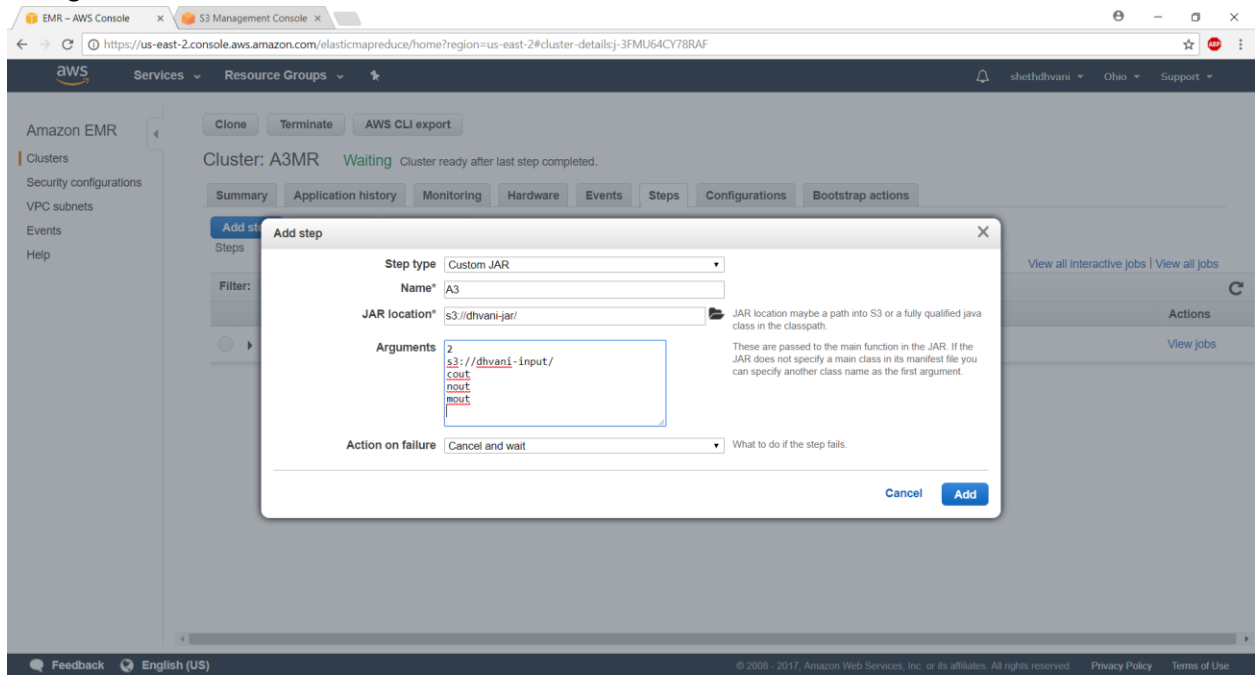 EMR – AWS Console
S3 Management Console
https://us-east-2.console.aws.amazon.com/elasticmapreduce/home?region=us-east-2#cluster-details:j-3FMU64CY78RAF
ABP
aws Services Resource Groups shethdhvani Ohio Support
Amazon EMR
Clusters
Security configurations
VPC subnets
Events
Help
Clone Terminate AWS CLI export
Cluster: A3MR Waiting Cluster ready after last step completed.
Summary Application history Monitoring Hardware Events Steps Configurations Bootstrap actions
Steps
View all interactive jobs | View all jobs
Filter:
Actions
View jobs
Add step
Step type Custom JAR
Name* A3
JAR location* s3://dhvani-jar/
JAR location maybe a path into S3 or a fully qualified java
class in the classpath.
Arguments 2
s3://dhvani-input/
cout
nout
mout
These are passed to the main function in the JAR. If the
JAR does not specify a main class in its manifest file you
can specify another class name as the first argument.
Action on failure Cancel and wait What to do if the step fails.
Cancel Add
Feedback English (US) © 2008 - 2017, Amazon Web Services, Inc. or its affiliates. All rights reserved. Privacy Policy Terms of Use